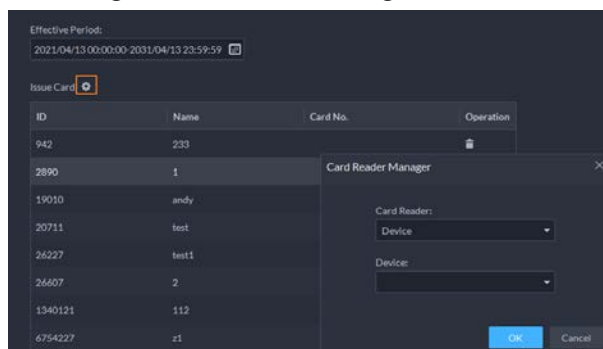 Effective Period:
2021/04/13 00:00:00-2031/04/13 23:59:59
Issue Card
ID Name Card No. Operation
942 233
2890 1
Card Reader Manager
19010 andy
Card Reader:
20711 test
Device
26227 test1
Device:
26607 2
1340121 112
6754227 z1
OK Cancel